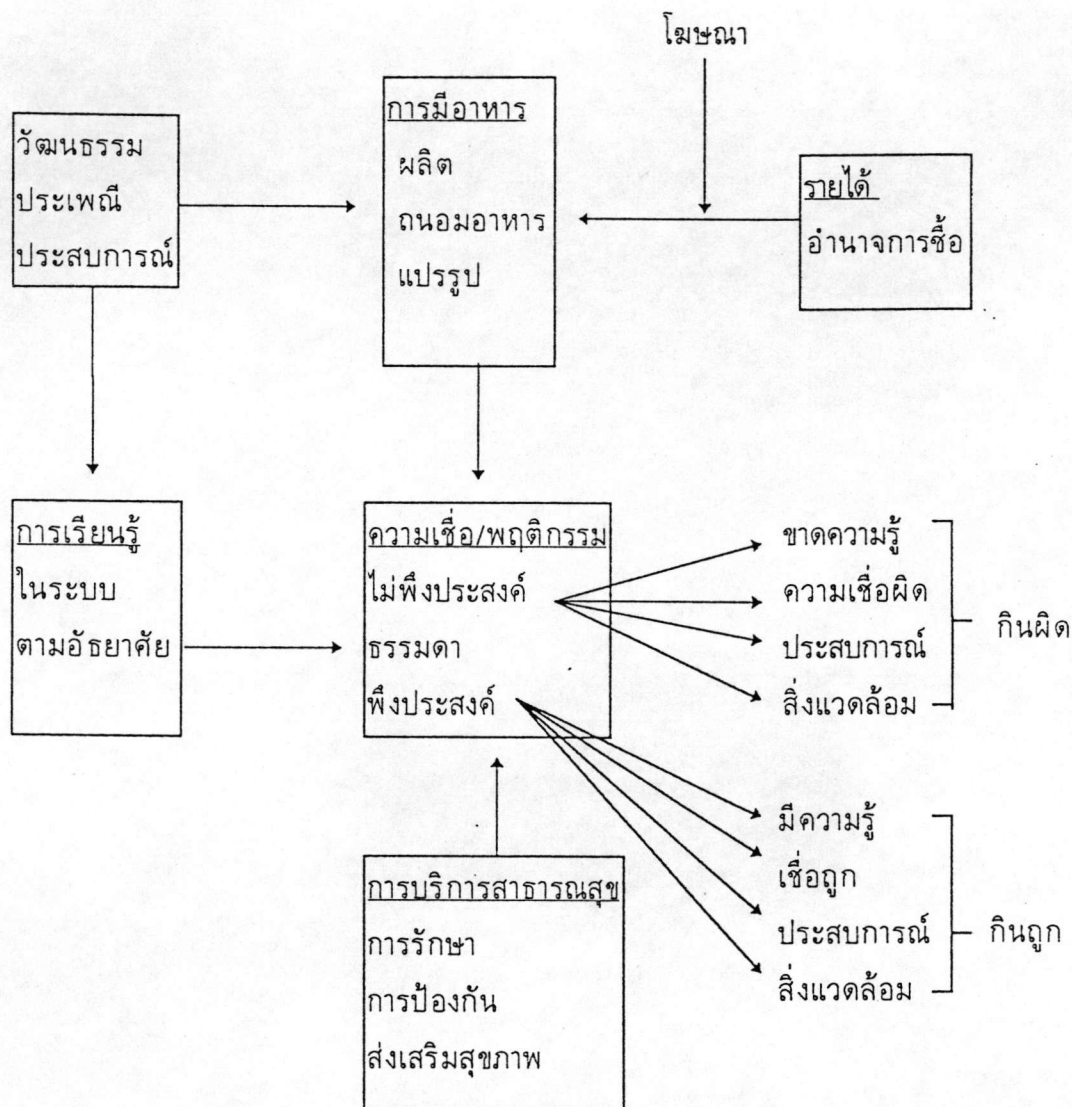 โฆษณา
วัฒนธรรม
ประเพณี
ประสบการณ์
การมีอาหาร
ผลิต
ถนอมอาหาร
แปรรูป
รายได้
อำนาจการซื้อ
การเรียนรู้
ในระบบ
ตามอัธยาศัย
ความเชื่อ/พฤติกรรม
ไม่พึงประสงค์
ธรรมดา
พึงประสงค์
ขาดความรู้
ความเชื่อผิด
ประสบการณ์
สิ่งแวดล้อม
กินผิด
มีความรู้
เชื่อถูก
ประสบการณ์
สิ่งแวดล้อม
กินถูก
การบริการสาธารณสุข
การรักษา
การป้องกัน
ส่งเสริมสุขภาพ